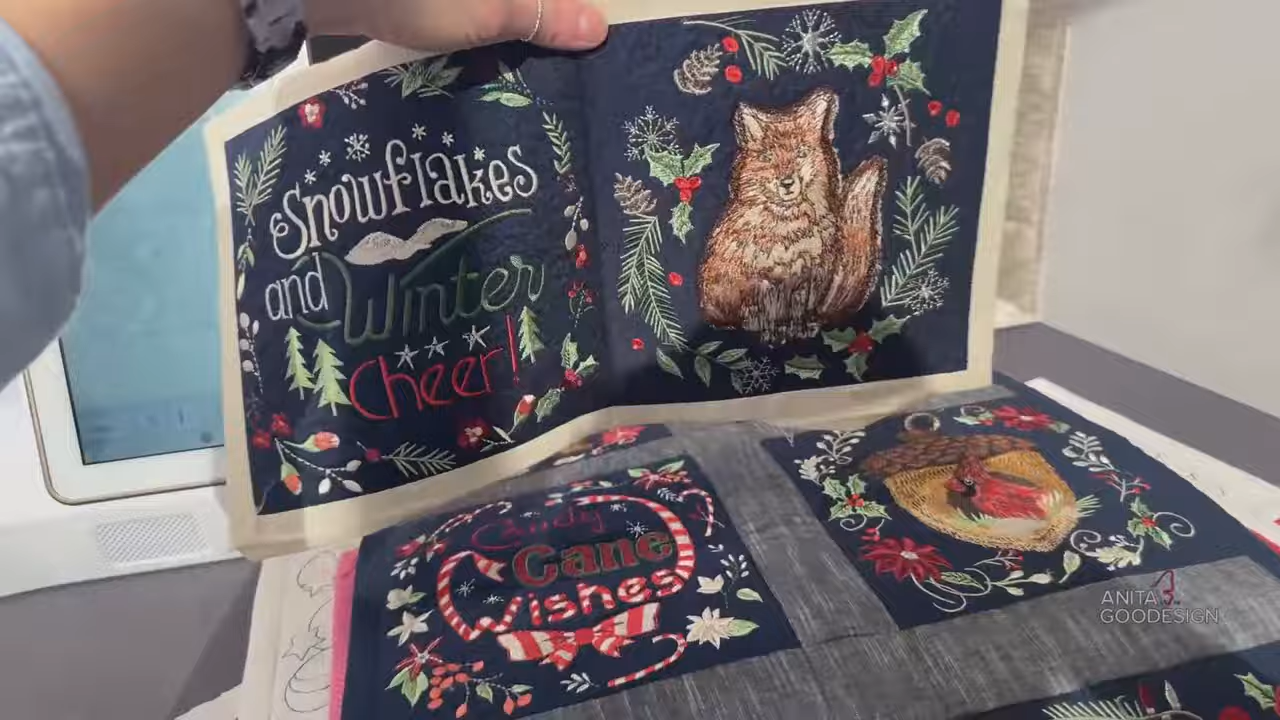 Snowflakes
and Winter
Cheer!
Candy
Cane
Wishes
ANITA
GOODESIGN